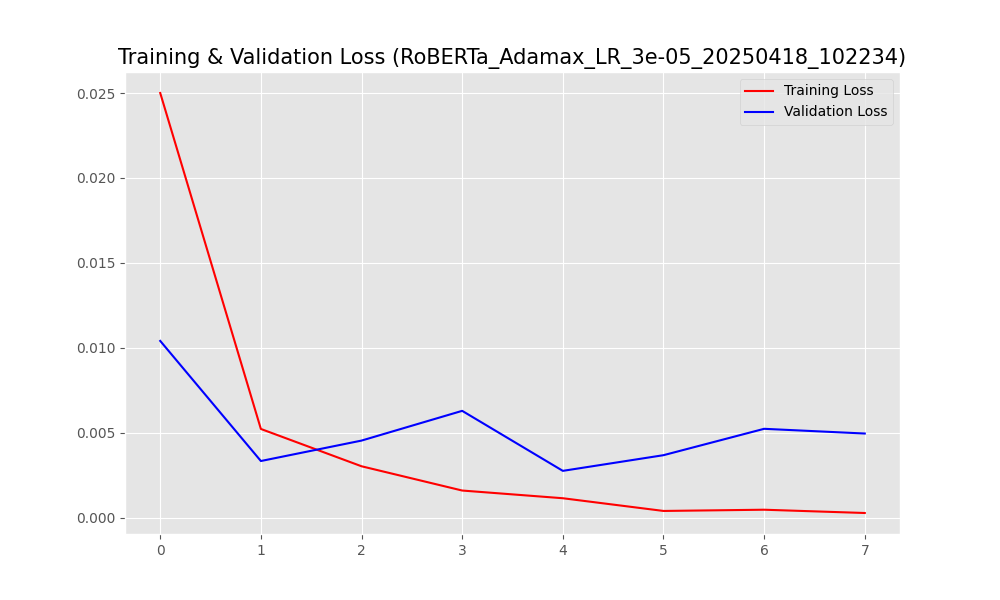 Training & Validation Loss (RoBERTa_Adamax_LR_3e-05_20250418_102234)
Training Loss
Validation Loss
0.025
0.020
0.015
0.010
0.005
0.000
0 1 2 3 4 5 6 7